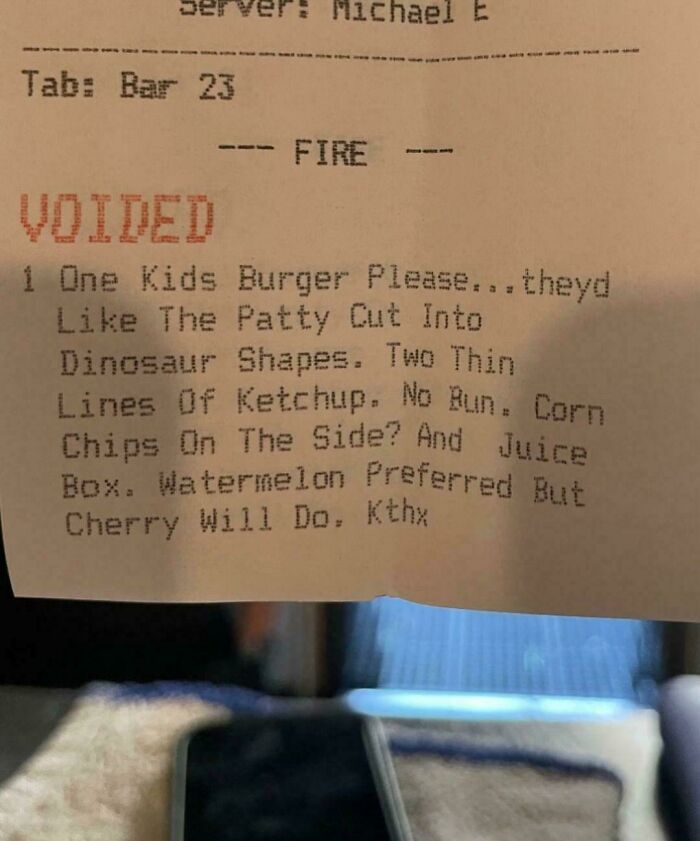 Server: Michael E
Tab: Bar 23
--- FIRE ---
VOIDED
1 One Kids Burger Please...theyd
Like The Patty Cut Into
Dinosaur Shapes. Two Thin
Lines Of Ketchup. No Bun. Corn
Chips On The Side? And Juice
Box. Watermelon Preferred But
Cherry Will Do. Kthx